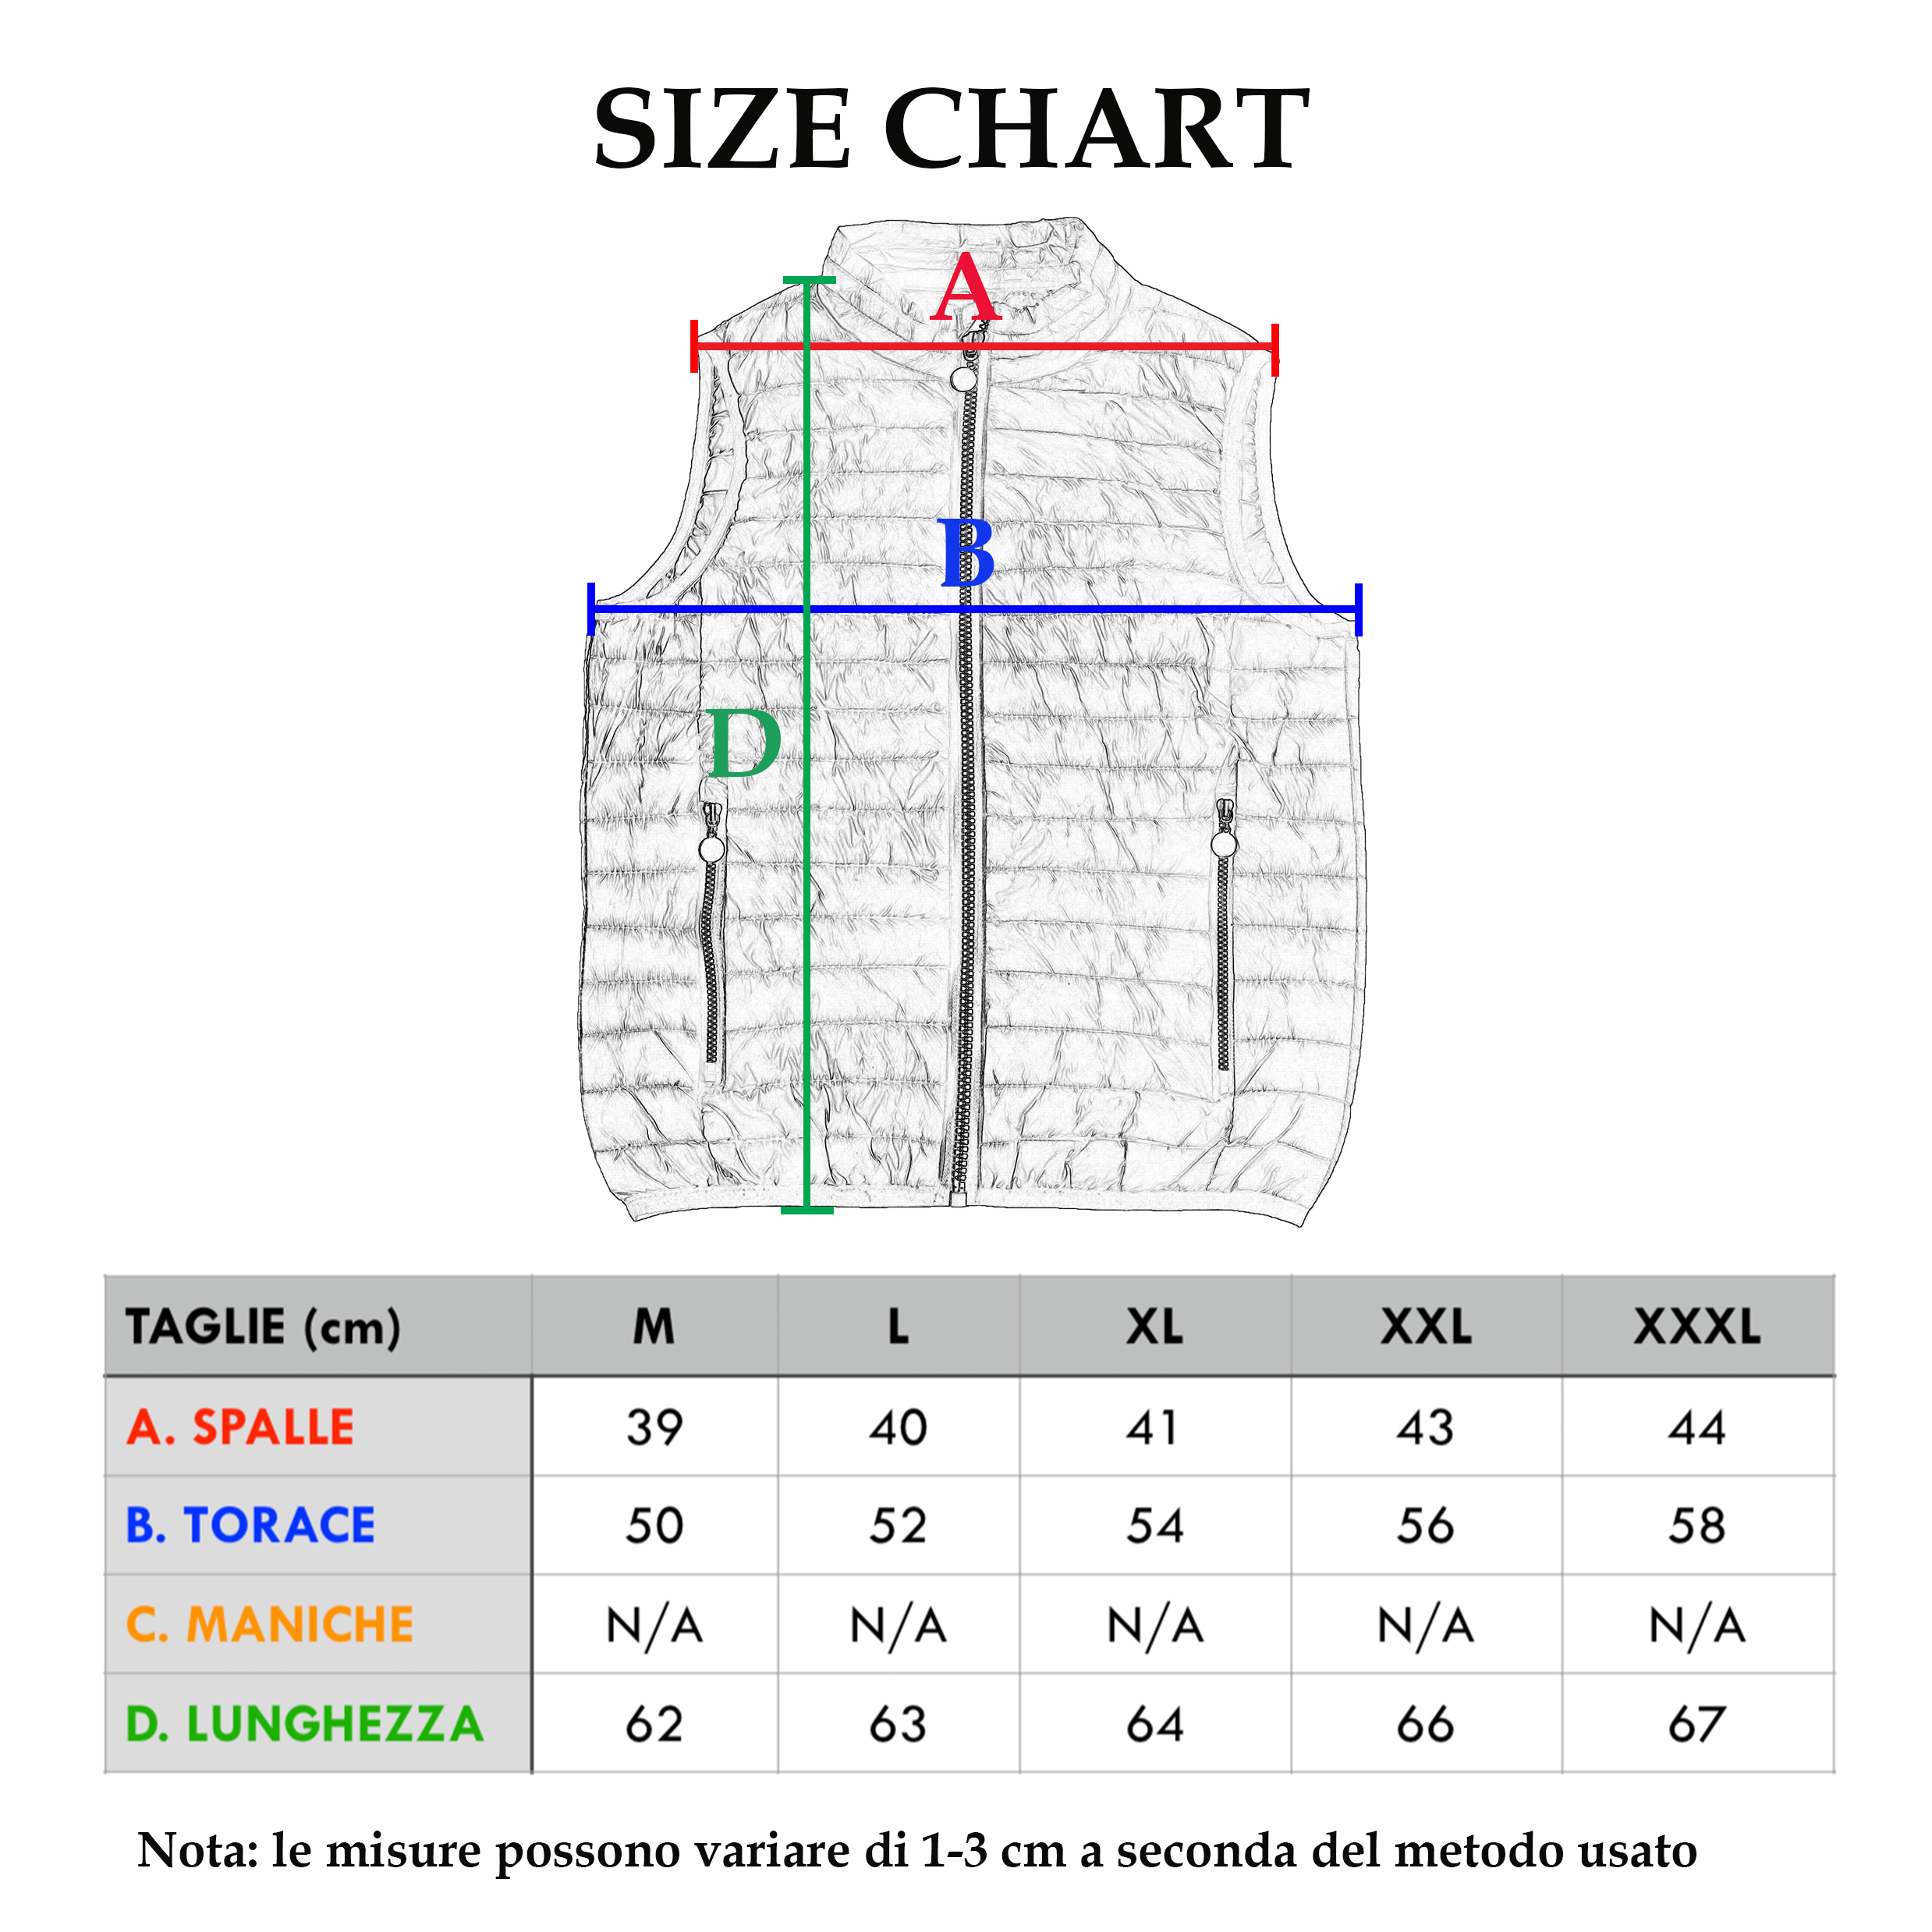 SIZE CHART
A
B
D
TAGLIE (cm) M L XL XXL XXXL
A. SPALLE 39 40 41 43 44
B. TORACE 50 52 54 56 58
C. MANICHE N/A N/A N/A N/A N/A
D. LUNGHEZZA 62 63 64 66 67
Nota: le misure possono variare di 1-3 cm a seconda del metodo usato